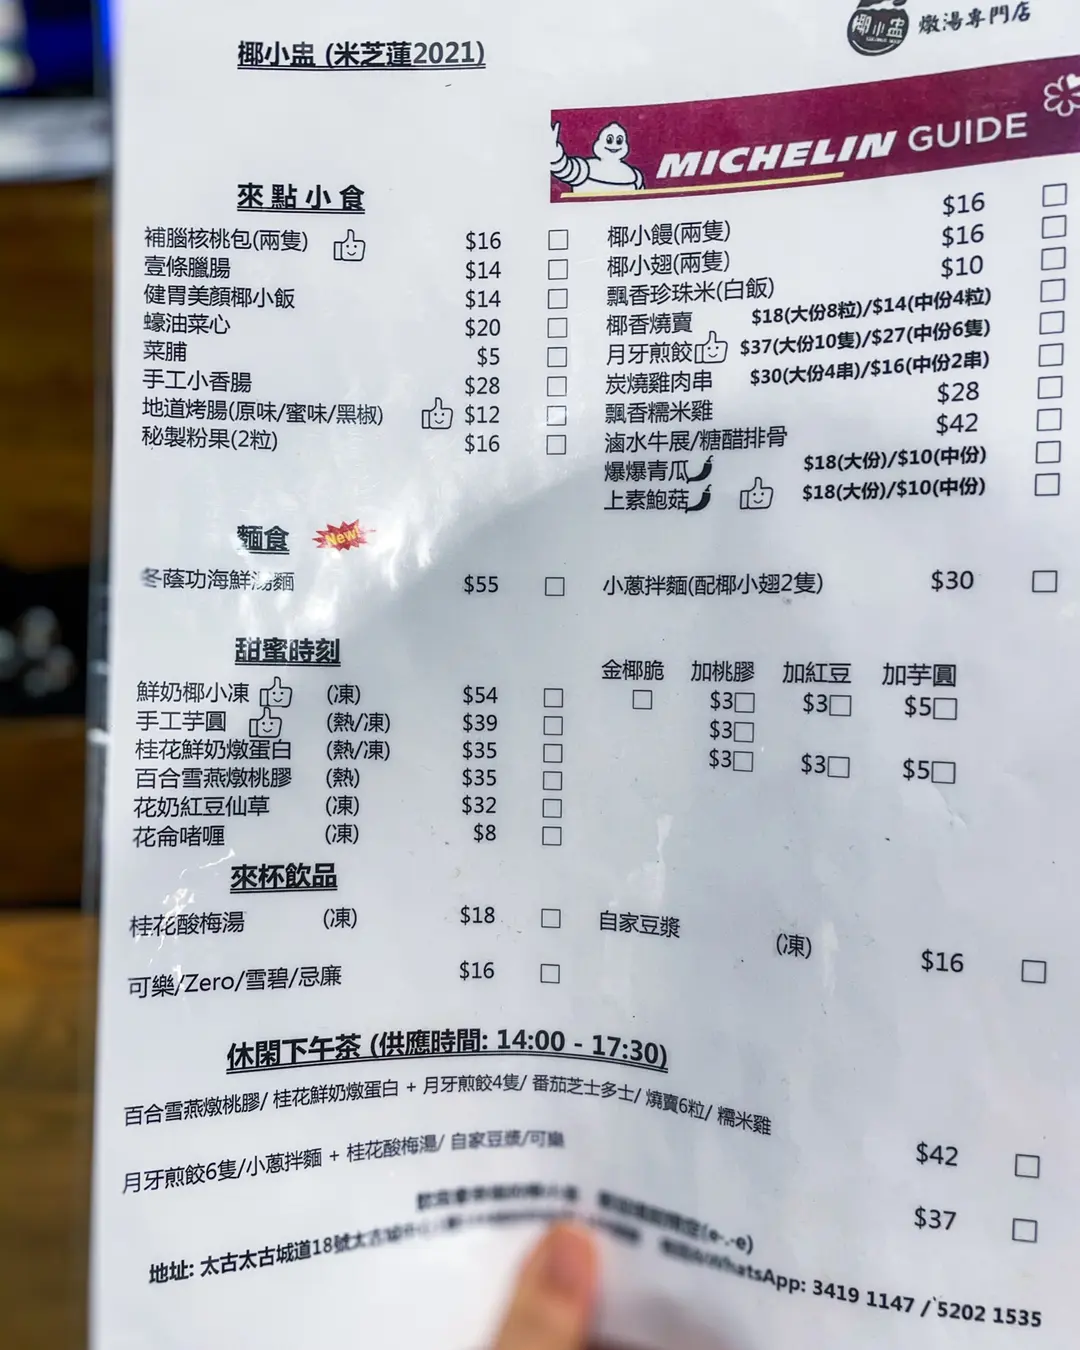 椰小盅 燉湯專門店
椰小盅 (米芝蓮2021)
MICHELIN GUIDE
來點小食
補腦核桃包(兩隻) $16
壹條臘腸 $14
健胃美顏椰小飯 $14
蠔油菜心 $20
菜脯 $5
手工小香腸 $28
地道烤腸(原味/蜜味/黑椒) $12
秘製粉果(2粒) $16
椰小饅(兩隻) $16
椰小翅(兩隻) $16
飄香珍珠米(白飯) $10
椰香燒賣 $18(大份8粒)/$14(中份4粒)
月牙煎餃 $37(大份10隻)/$27(中份6隻)
炭燒雞肉串 $30(大份4串)/$16(中份2串)
飄香糯米雞 $28
滷水牛展/糖醋排骨 $42
爆爆青瓜 $18(大份)/$10(中份)
上素鮑菇 $18(大份)/$10(中份)
麵食 New!
冬蔭功海鮮湯麵 $55
小蔥拌麵(配椰小翅2隻) $30
甜蜜時刻
金椰脆 加桃膠 加紅豆 加芋圓
鮮奶椰小凍 (凍) $54 $3 $3 $5
手工芋圓 (熱/凍) $39 $3
桂花鮮奶燉蛋白 (熱/凍) $35 $3 $3 $5
百合雪燕燉桃膠 (熱) $35
花奶紅豆仙草 (凍) $32
花侖啫喱 (凍) $8
來杯飲品
桂花酸梅湯 (凍) $18
自家豆漿 (凍) $16
可樂/Zero/雪碧/忌廉 $16
休閑下午茶 (供應時間: 14:00 - 17:30)
百合雪燕燉桃膠/ 桂花鮮奶燉蛋白 + 月牙煎餃4隻/ 番茄芝士多士/ 燒賣6粒/ 糯米雞 $42
月牙煎餃6隻/小蔥拌麵 + 桂花酸梅湯/ 自家豆漿/可樂 $37
(e-.-e)
地址: 太古太古城道18號太古城 WhatsApp: 3419 1147 / 5202 1535